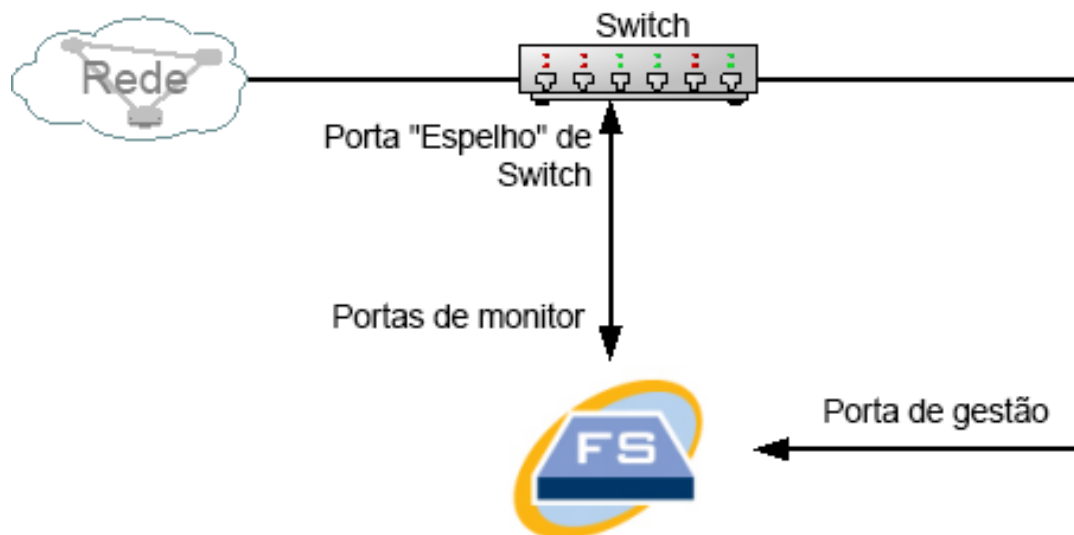 Switch
Rede
Porta "Espelho" de
Switch
Portas de monitor
Porta de gestão
FS